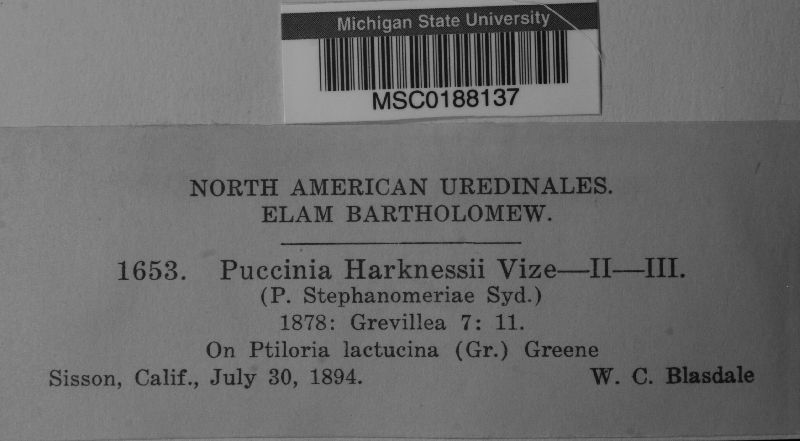 Michigan State University
MSC0188137
NORTH AMERICAN UREDINALES.
ELAM BARTHOLOMEW.
1653. Puccinia Harknessii Vize—II—III.
(P. Stephanomeriae Syd.)
1878: Grevillea 7: 11.
On Ptiloria lactucina (Gr.) Greene
Sisson, Calif., July 30, 1894. W. C. Blasdale